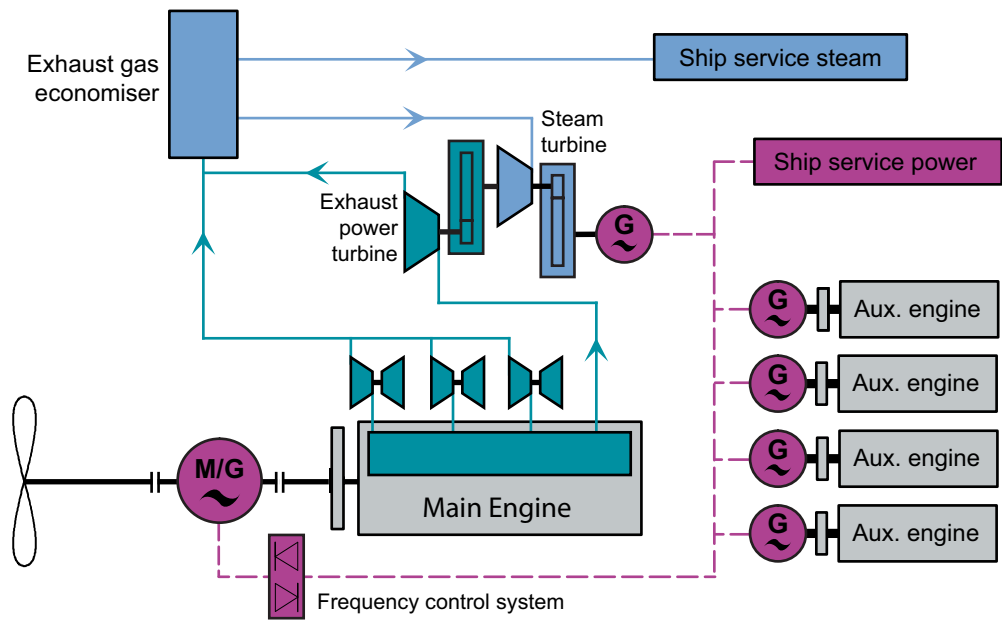 Exhaust gas
economiser
Ship service steam
Steam
turbine
Ship service power
Exhaust
power
turbine
G
G
Aux. engine
G
Aux. engine
G
Aux. engine
M/G
Main Engine
G
Aux. engine
Frequency control system